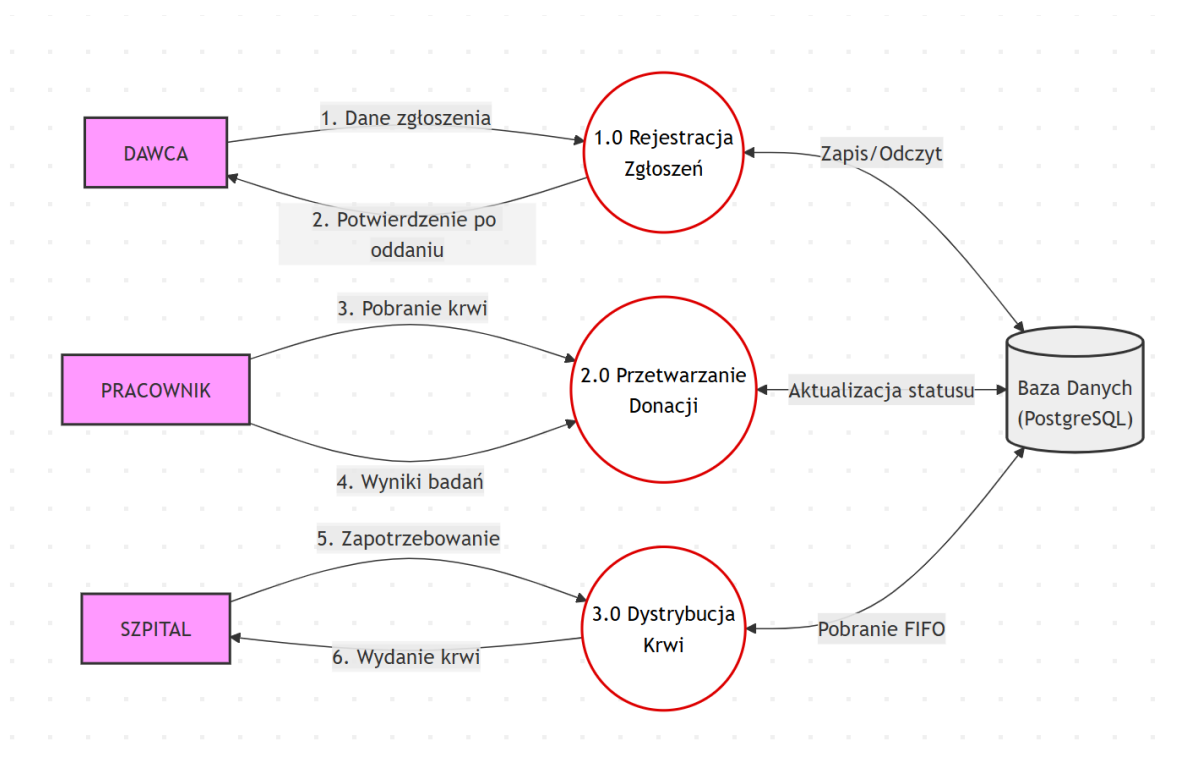 1. Dane zgłoszenia
DAWCA
1.0 Rejestracja
Zgłoszeń
Zapis/Odczyt
2. Potwierdzenie po
oddaniu
3. Pobranie krwi
PRACOWNIK
2.0 Przetwarzanie
Donacji
Aktualizacja statusu
Baza Danych
(PostgreSQL)
4. Wyniki badań
5. Zapotrzebowanie
SZPITAL
3.0 Dystrybucja
Krwi
Pobranie FIFO
6. Wydanie krwi